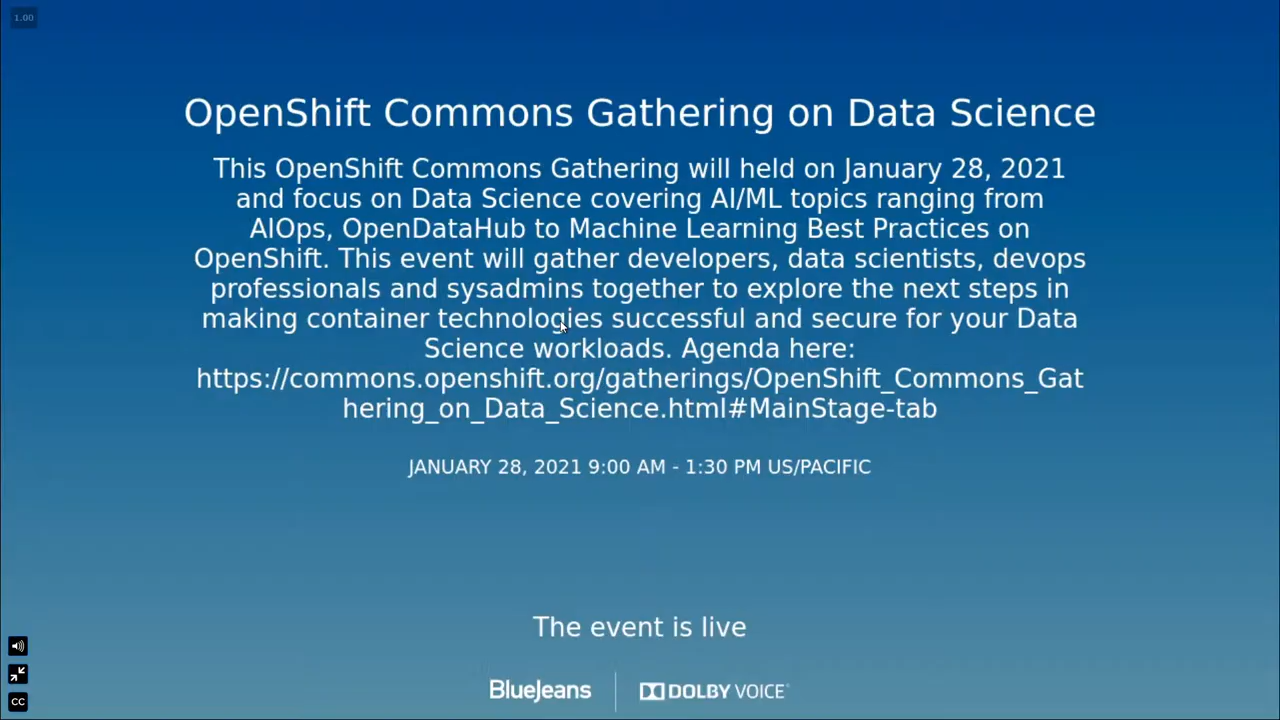 1.00
OpenShift Commons Gathering on Data Science
This OpenShift Commons Gathering will held on January 28, 2021
and focus on Data Science covering AI/ML topics ranging from
AIOps, OpenDataHub to Machine Learning Best Practices on
OpenShift. This event will gather developers, data scientists, devops
professionals and sysadmins together to explore the next steps in
making container technologies successful and secure for your Data
Science workloads. Agenda here:
https://commons.openshift.org/gatherings/OpenShift_Commons_Gat
hering_on_Data_Science.html#MainStage-tab
JANUARY 28, 2021 9:00 AM - 1:30 PM US/PACIFIC
The event is live
BlueJeans DOLBY VOICE
CC